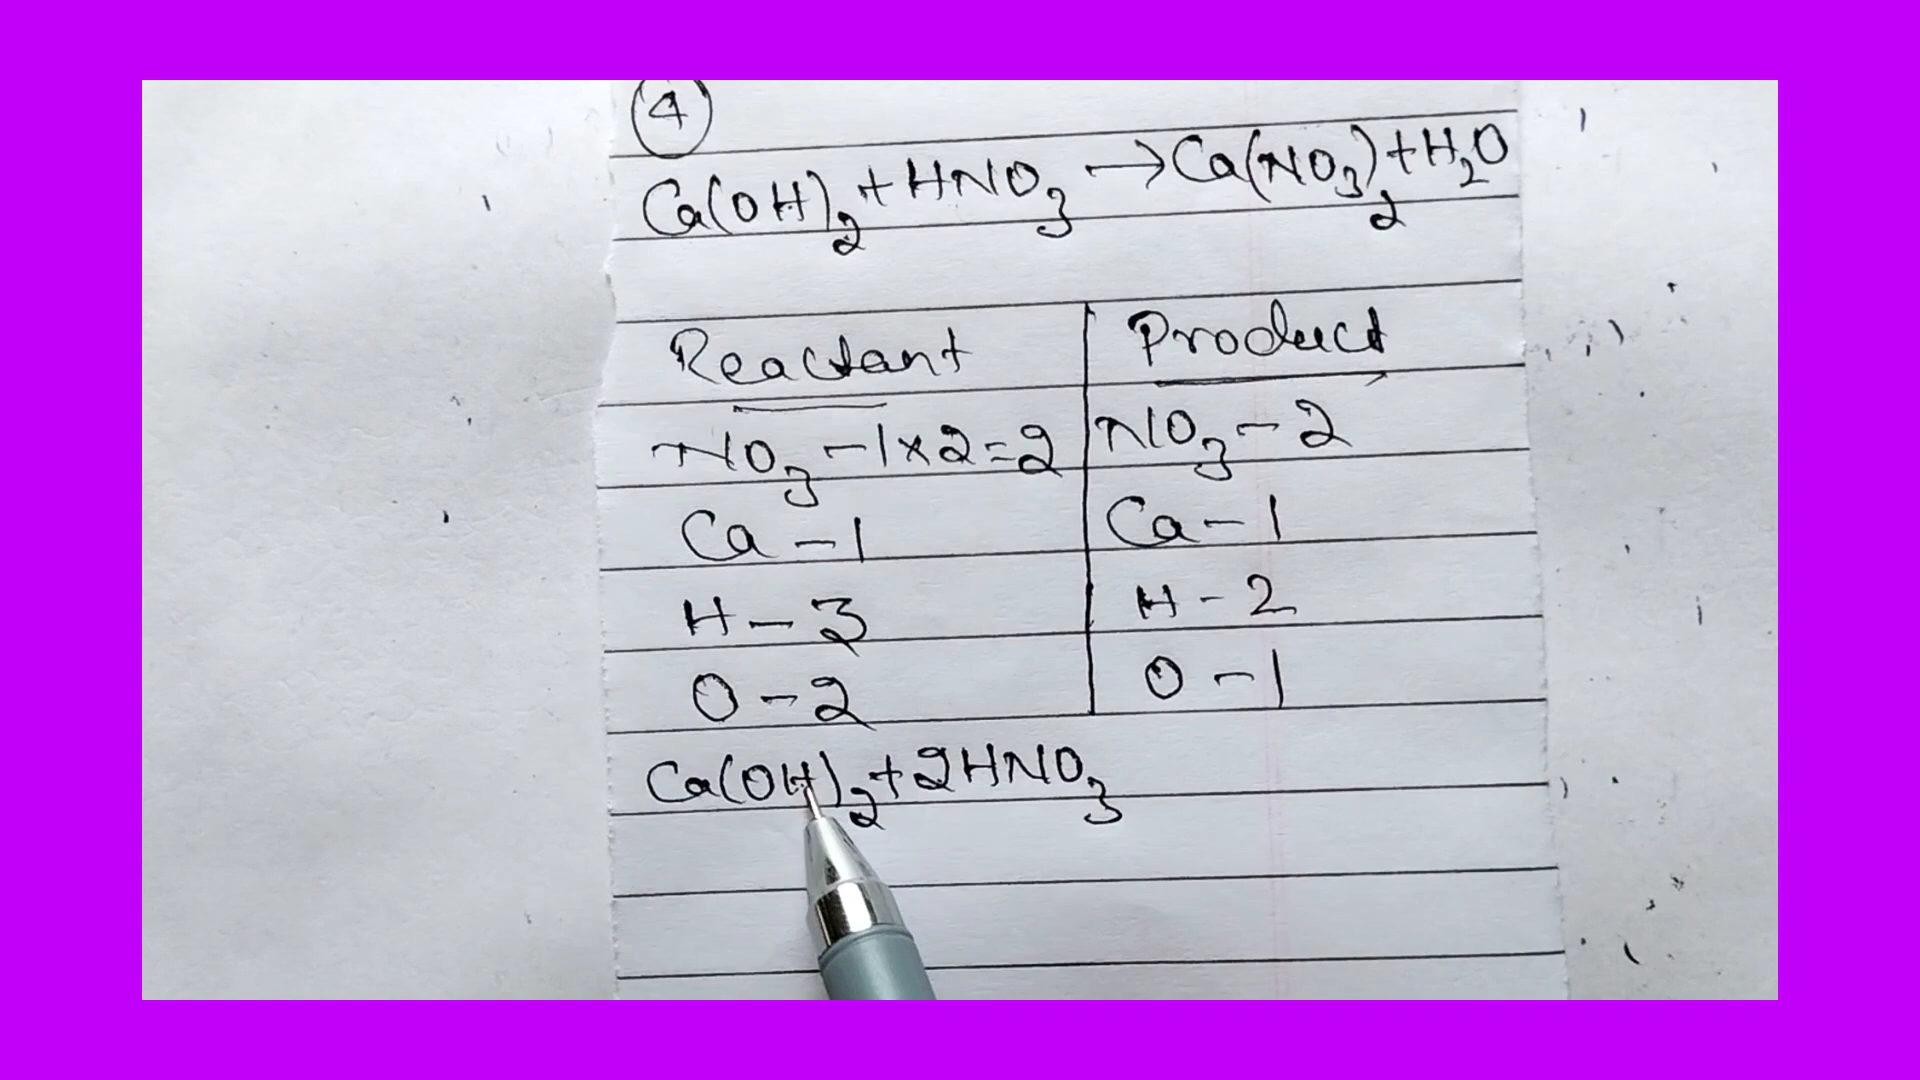 4
Ca(OH)₂ + HNO₃ → Ca(NO₃)₂ + H₂O
Reactant Product
NO₃ - 1 × 2 = 2 NO₃ - 2
Ca - 1 Ca - 1
H - 3 H - 2
O - 2 O - 1
Ca(OH)₂ + 2HNO₃